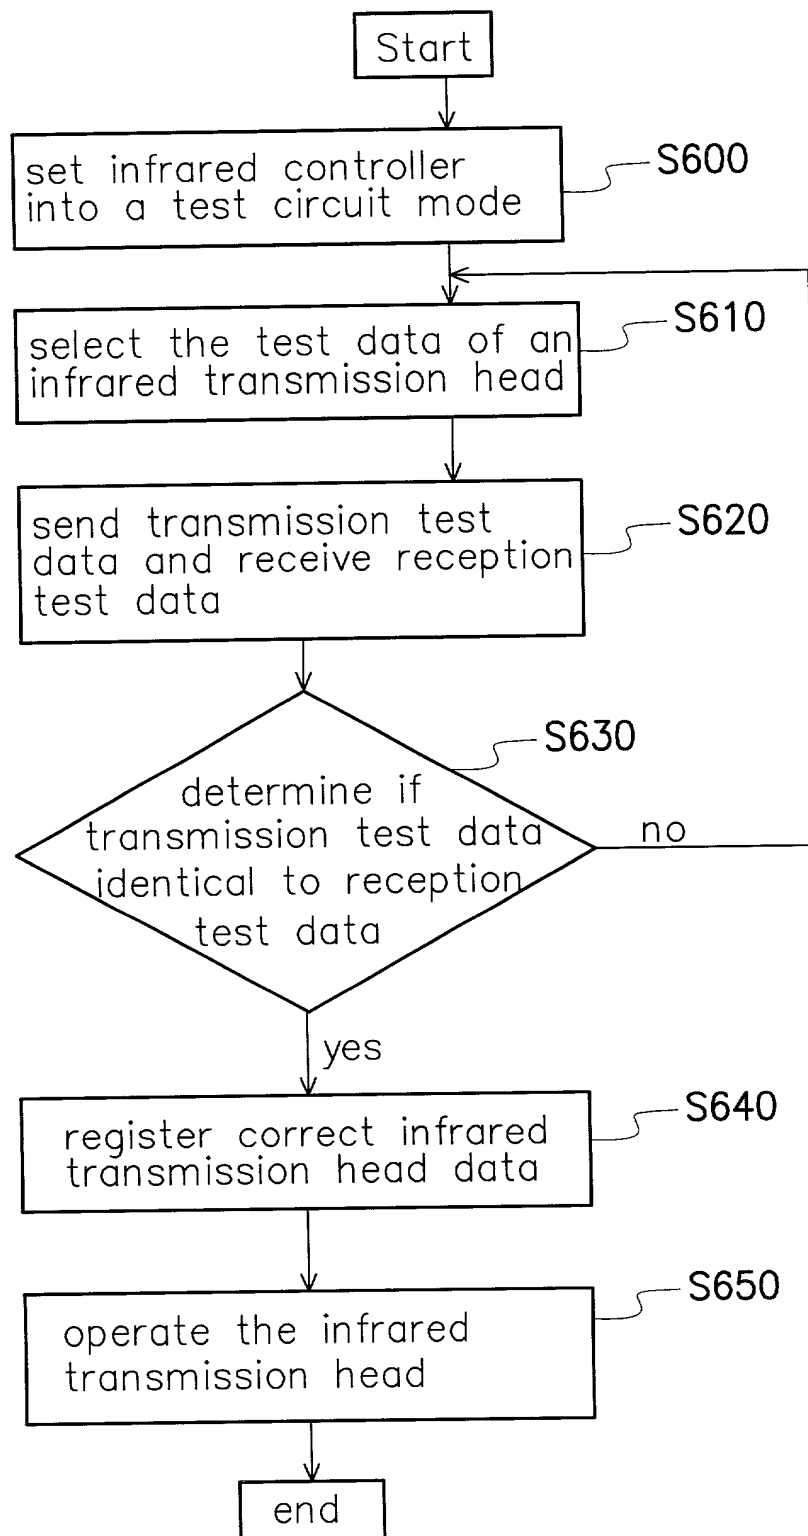 Start
set infrared controller
into a test circuit mode
S600
select the test data of an
infrared transmission head
S610
send transmission test
data and receive reception
test data
S620
S630
determine if
transmission test data
identical to reception
test data
no
yes
register correct infrared
transmission head data
S640
operate the infrared
transmission head
S650
end